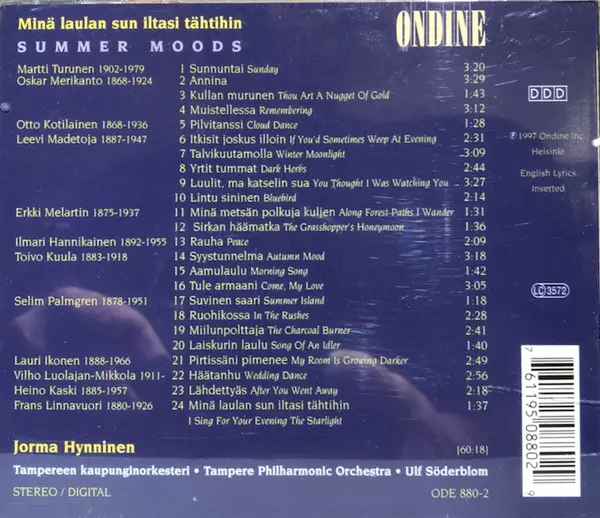 Minä laulan sun iltasi tähtihin
SUMMER MOODS
ONDINE
Martti Turunen 1902-1979 1 Sunnuntai Sunday 3:20
Oskar Merikanto 1868-1924 2 Annina 3:29
3 Kullan murunen Thou Art A Nugget Of Gold 1:43
4 Muistellessa Remembering 3:12
Otto Kotilainen 1868-1936 5 Pilvitanssi Cloud Dance 1:28
Leevi Madetoja 1887-1947 6 Itkisit joskus illoin If You'd Sometimes Weep At Evening 2:31
7 Talvikuutamolla Winter Moonlight 3:09
8 Yrtit tummat Dark Herbs 2:44
9 Luulit, ma katselin sua You Thought I Was Watching You 3:27
10 Lintu sininen Bluebird 2:14
Erkki Melartin 1875-1937 11 Minä metsän polkuja kuljen Along Forest-Paths I Wander 1:31
12 Sirkan häämatka The Grasshopper's Honeymoon 1:36
Ilmari Hannikainen 1892-1955 13 Rauha Peace 2:09
Toivo Kuula 1883-1918 14 Syystunnelma Autumn Mood 3:18
15 Aamulaulu Morning Song 1:42
16 Tule armaani Come, My Love 3:05
Selim Palmgren 1878-1951 17 Suvinen saari Summer Island 1:18
18 Ruohikossa In The Rushes 2:28
19 Miilunpolttaja The Charcoal Burner 2:41
20 Laiskurin laulu Song Of An Idler 1:40
Lauri Ikonen 1888-1966 21 Pirtissäni pimenee My Room Is Growing Darker 2:49
Vilho Luolajan-Mikkola 1911- 22 Häätanhu Wedding Dance 2:56
Heino Kaski 1885-1957 23 Lähdettyäs After You Went Away 2:18
Frans Linnavuori 1880-1926 24 Minä laulan sun iltasi tähtihin 1:37
I Sing For Your Evening The Starlight
DDD
℗ 1997 Ondine Inc.
Helsinki
English Lyrics
Inserted
LC 3572
7 61195 08802 9
Jorma Hynninen [60:18]
Tampereen kaupunginorkesteri • Tampere Philharmonic Orchestra • Ulf Söderblom
STEREO / DIGITAL ODE 880-2